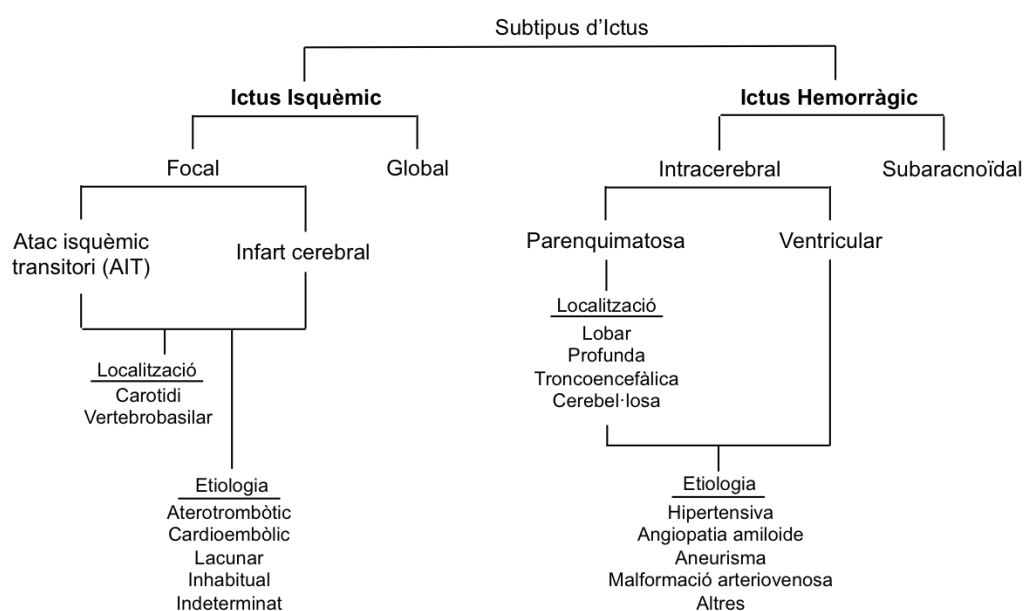 Subtipus d’Ictus
Ictus Isquèmic
Ictus Hemorràgic
Focal
Global
Intracerebral
Subaracnoïdal
Atac isquèmic
transitori (AIT)
Infart cerebral
Parenquimatosa
Ventricular
Localització
Carotidi
Vertebrobasilar
Etiologia
Aterotrombòtic
Cardioembòlic
Lacunar
Inhabitual
Indeterminat
Localització
Lobar
Profunda
Troncoencefàlica
Cerebel·losa
Etiologia
Hipertensiva
Angiopatia amiloide
Aneurisma
Malformació arteriovenosa
Altres